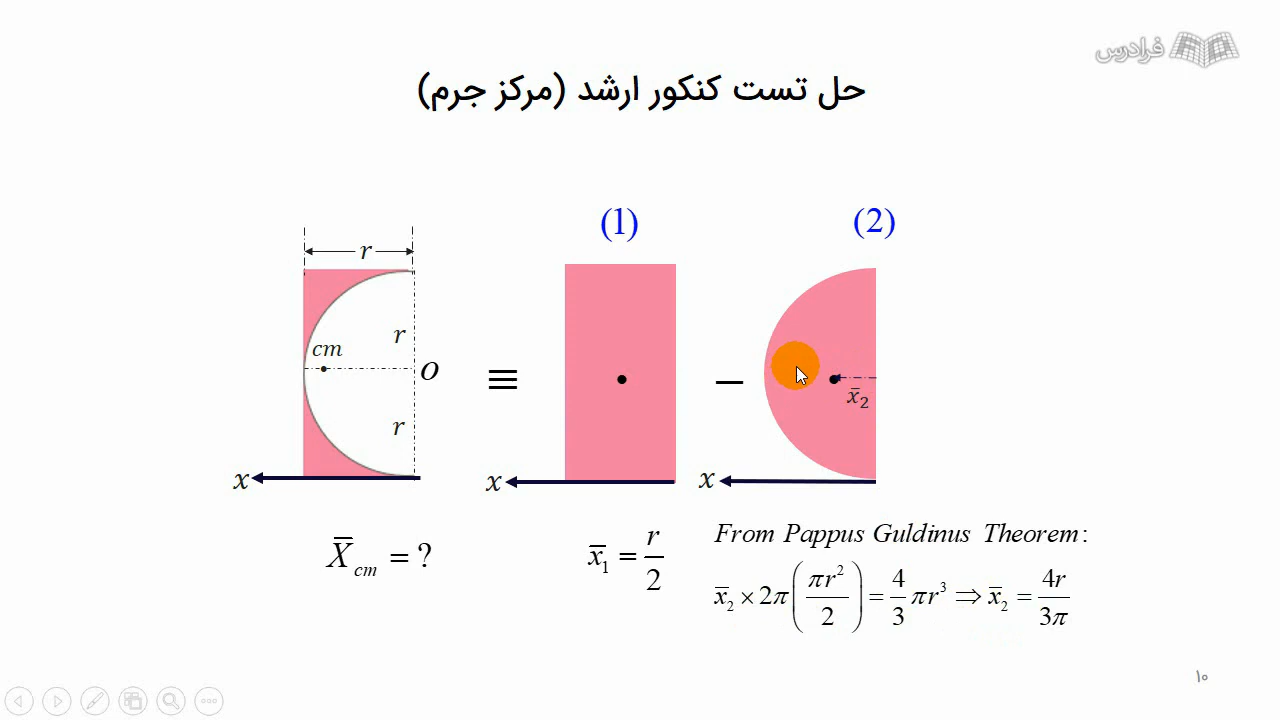 فرادرس
حل تست کنکور ارشد (مرکز جرم)
(1)
(2)
r
r
cm
O
r
≡
−
x̄₂
x
x
x
X̄cm = ?
x̄₁ = r/2
From Pappus Guldinus Theorem:
x̄₂ × 2π(πr²/2) = 4/3 πr³ ⇒ x̄₂ = 4r/3π
۱۰